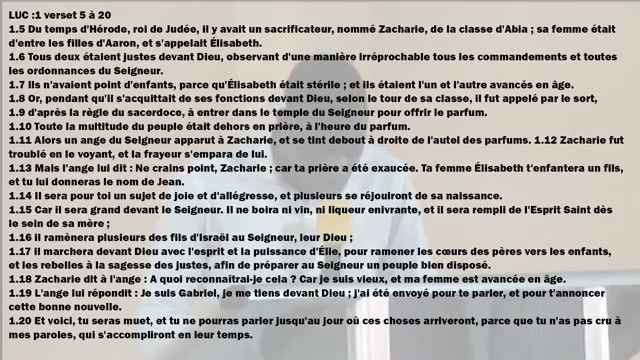 LUC :1 verset 5 à 20
1.5 Du temps d'Hérode, roi de Judée, il y avait un sacrificateur, nommé Zacharie, de la classe d'Abia ; sa femme était
d'entre les filles d'Aaron, et s'appelait Élisabeth.
1.6 Tous deux étaient justes devant Dieu, observant d'une manière irréprochable tous les commandements et toutes
les ordonnances du Seigneur.
1.7 Ils n'avaient point d'enfants, parce qu'Élisabeth était stérile ; et ils étaient l'un et l'autre avancés en âge.
1.8 Or, pendant qu'il s'acquittait de ses fonctions devant Dieu, selon le tour de sa classe, il fut appelé par le sort,
1.9 d'après la règle du sacerdoce, à entrer dans le temple du Seigneur pour offrir le parfum.
1.10 Toute la multitude du peuple était dehors en prière, à l'heure du parfum.
1.11 Alors un ange du Seigneur apparut à Zacharie, et se tint debout à droite de l'autel des parfums. 1.12 Zacharie fut
troublé en le voyant, et la frayeur s'empara de lui.
1.13 Mais l'ange lui dit : Ne crains point, Zacharie ; car ta prière a été exaucée. Ta femme Élisabeth t'enfantera un fils,
et tu lui donneras le nom de Jean.
1.14 Il sera pour toi un sujet de joie et d'allégresse, et plusieurs se réjouiront de sa naissance.
1.15 Car il sera grand devant le Seigneur. Il ne boira ni vin, ni liqueur enivrante, et il sera rempli de l'Esprit Saint dès
le sein de sa mère ;
1.16 il ramènera plusieurs des fils d'Israël au Seigneur, leur Dieu ;
1.17 il marchera devant Dieu avec l'esprit et la puissance d'Élie, pour ramener les cœurs des pères vers les enfants,
et les rebelles à la sagesse des justes, afin de préparer au Seigneur un peuple bien disposé.
1.18 Zacharie dit à l'ange : A quoi reconnaîtrai-je cela ? Car je suis vieux, et ma femme est avancée en âge.
1.19 L'ange lui répondit : Je suis Gabriel, je me tiens devant Dieu ; j'ai été envoyé pour te parler, et pour t'annoncer
cette bonne nouvelle.
1.20 Et voici, tu seras muet, et tu ne pourras parler jusqu'au jour où ces choses arriveront, parce que tu n'as pas cru à
mes paroles, qui s'accompliront en leur temps.